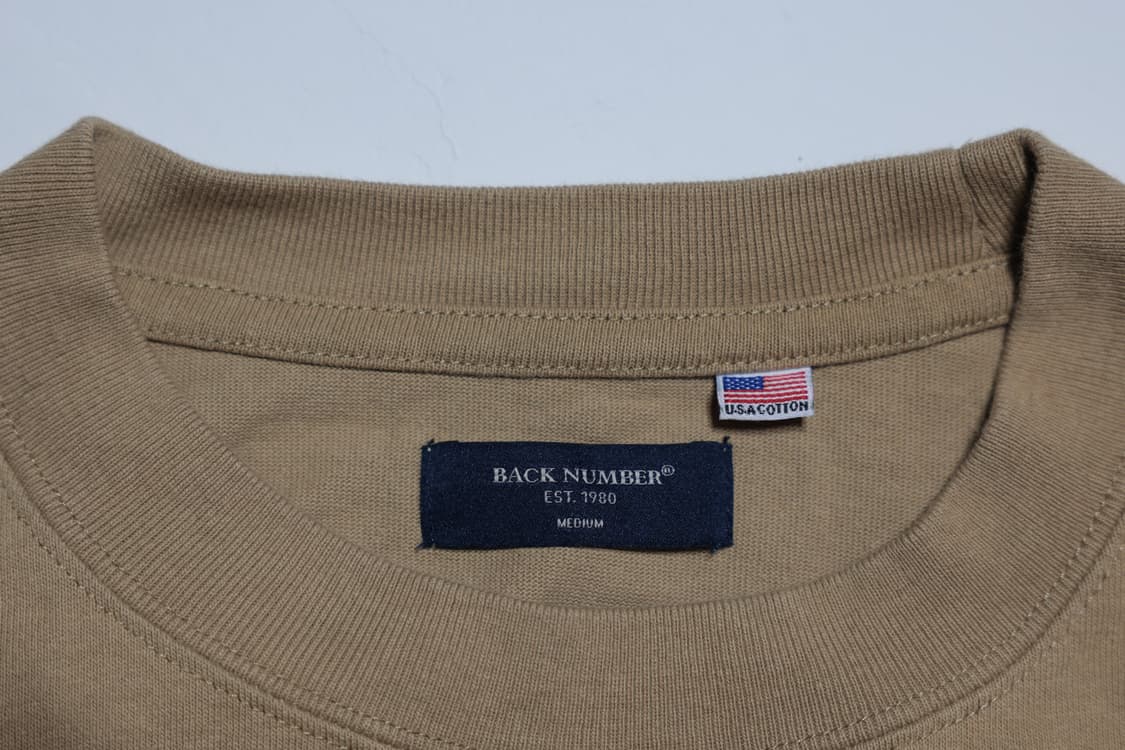 U.S.A COTTON
BACK NUMBER®
EST. 1980
MEDIUM